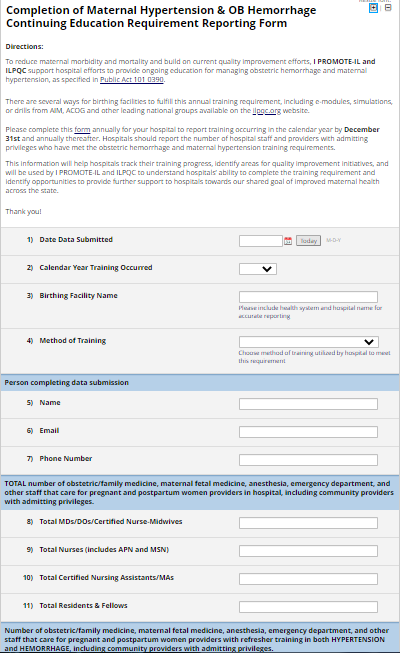 Completion of Maternal Hypertension & OB Hemorrhage
Continuing Education Requirement Reporting Form
Directions:
To reduce maternal morbidity and mortality and build on current quality improvement efforts, I PROMOTE-IL and
ILPQC support hospital efforts to provide ongoing education for managing obstetric hemorrhage and maternal
hypertension, as specified in Public Act 101 0390.
There are several ways for birthing facilities to fulfill this annual training requirement, including e-modules, simulations,
or drills from AIM, ACOG and other leading national groups available on the ilpqc.org website.
Please complete this form annually for your hospital to report training occurring in the calendar year by December
31st and annually thereafter. Hospitals should report the number of hospital staff and providers with admitting
privileges who have met the obstetric hemorrhage and maternal hypertension training requirements.
This information will help hospitals track their training progress, identify areas for quality improvement initiatives, and
will be used by I PROMOTE-IL and ILPQC to understand hospitals' ability to complete the training requirement and
identify opportunities to provide further support to hospitals towards our shared goal of improved maternal health
across the state.
Thank you!
1) Date Data Submitted
Today M-D-Y
2) Calendar Year Training Occurred
3) Birthing Facility Name
Please include health system and hospital name for
accurate reporting
4) Method of Training
Choose method of training utilized by hospital to meet
this requirement
Person completing data submission
5) Name
6) Email
7) Phone Number
TOTAL number of obstetric/family medicine, maternal fetal medicine, anesthesia, emergency department, and
other staff that care for pregnant and postpartum women providers in hospital, including community providers
with admitting privileges.
8) Total MDs/DOs/Certified Nurse-Midwives
9) Total Nurses (includes APN and MSN)
10) Total Certified Nursing Assistants/MAs
11) Total Residents & Fellows
Number of obstetric/family medicine, maternal fetal medicine, anesthesia, emergency department, and other
staff that care for pregnant and postpartum women providers with refresher training in both HYPERTENSION
and HEMORRHAGE, including community providers with admitting privileges.